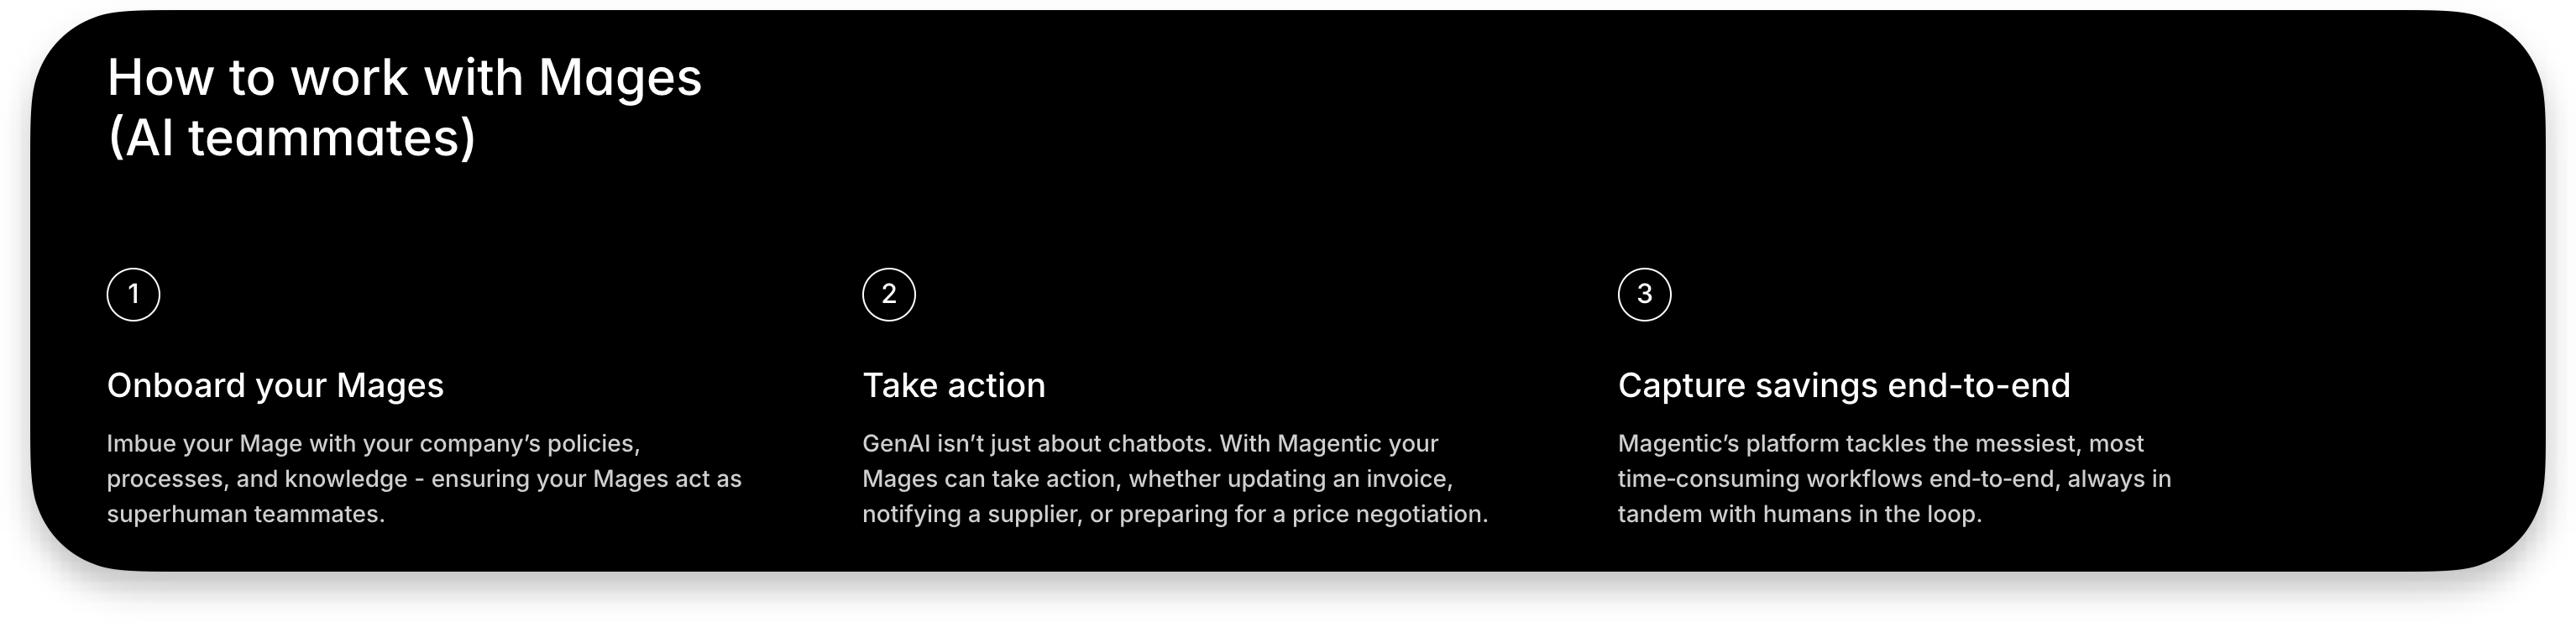 How to work with Mages
(AI teammates)
1
Onboard your Mages
Imbue your Mage with your company’s policies,
processes, and knowledge - ensuring your Mages act as
superhuman teammates.
2
Take action
GenAI isn’t just about chatbots. With Magentic your
Mages can take action, whether updating an invoice,
notifying a supplier, or preparing for a price negotiation.
3
Capture savings end-to-end
Magentic’s platform tackles the messiest, most
time-consuming workflows end-to-end, always in
tandem with humans in the loop.